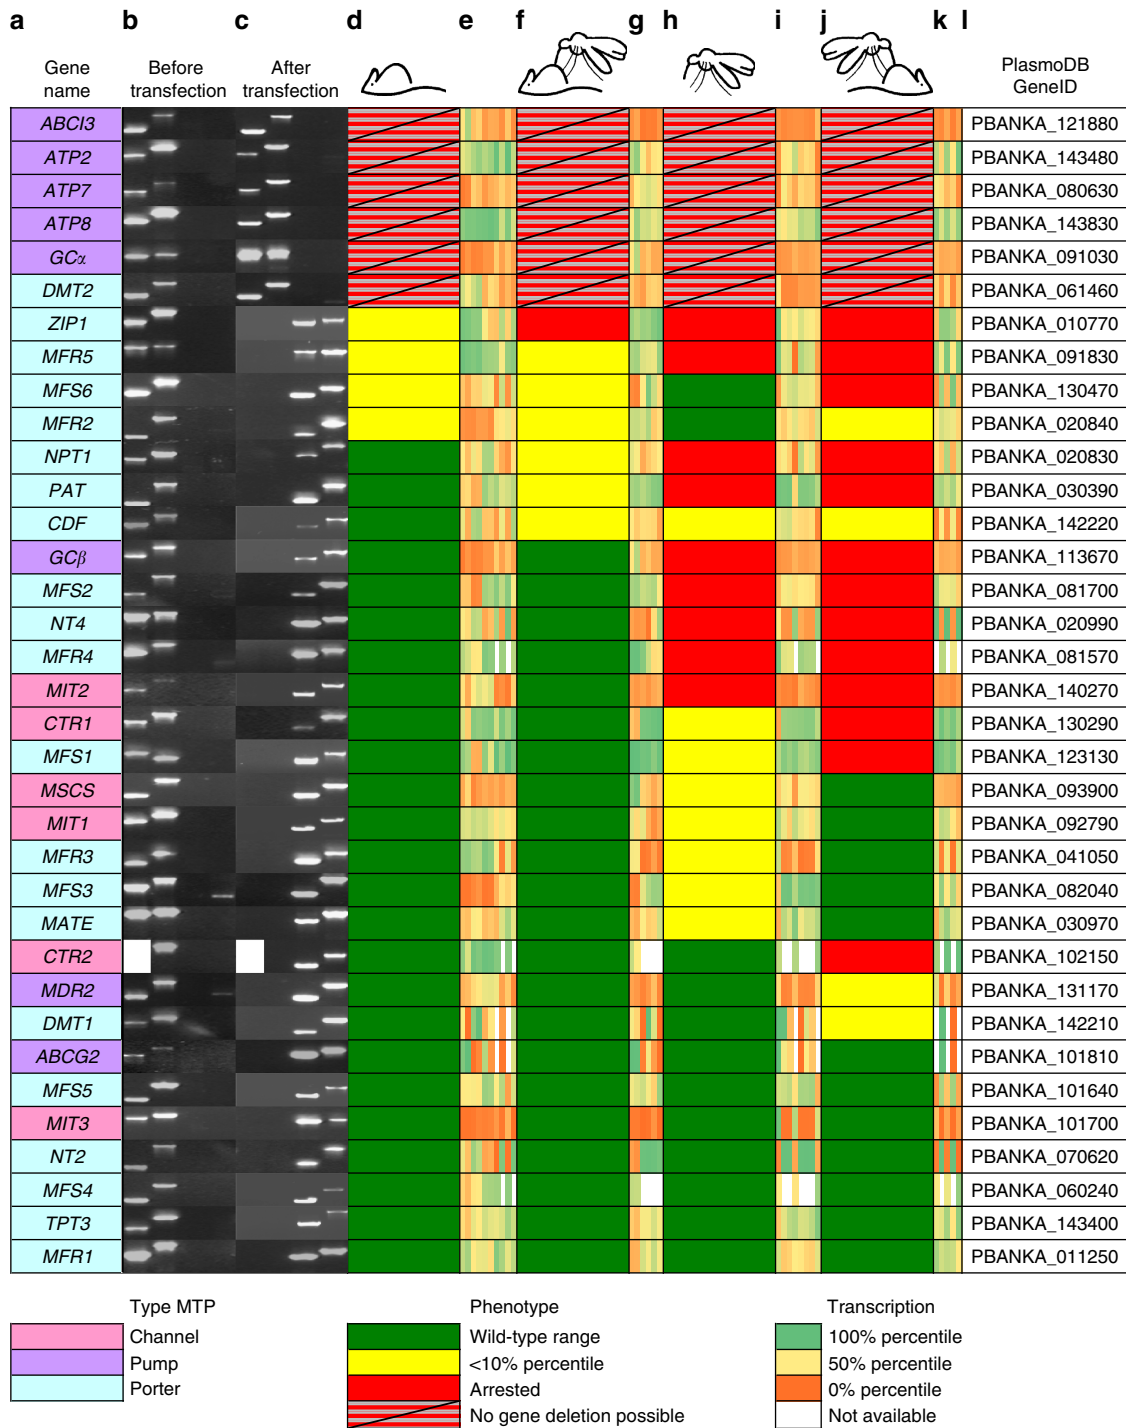 a b c d e f g h i j k l
Gene name
Before transfection
After transfection
PlasmoDB GeneID
ABCI3 PBANKA_121880
ATP2 PBANKA_143480
ATP7 PBANKA_080630
ATP8 PBANKA_143830
GCα PBANKA_091030
DMT2 PBANKA_061460
ZIP1 PBANKA_010770
MFR5 PBANKA_091830
MFS6 PBANKA_130470
MFR2 PBANKA_020840
NPT1 PBANKA_020830
PAT PBANKA_030390
CDF PBANKA_142220
GCβ PBANKA_113670
MFS2 PBANKA_081700
NT4 PBANKA_020990
MFR4 PBANKA_081570
MIT2 PBANKA_140270
CTR1 PBANKA_130290
MFS1 PBANKA_123130
MSCS PBANKA_093900
MIT1 PBANKA_092790
MFR3 PBANKA_041050
MFS3 PBANKA_082040
MATE PBANKA_030970
CTR2 PBANKA_102150
MDR2 PBANKA_131170
DMT1 PBANKA_142210
ABCG2 PBANKA_101810
MFS5 PBANKA_101640
MIT3 PBANKA_101700
NT2 PBANKA_070620
MFS4 PBANKA_060240
TPT3 PBANKA_143400
MFR1 PBANKA_011250
Type MTP
Channel
Pump
Porter
Phenotype
Wild-type range
<10% percentile
Arrested
No gene deletion possible
Transcription
100% percentile
50% percentile
0% percentile
Not available